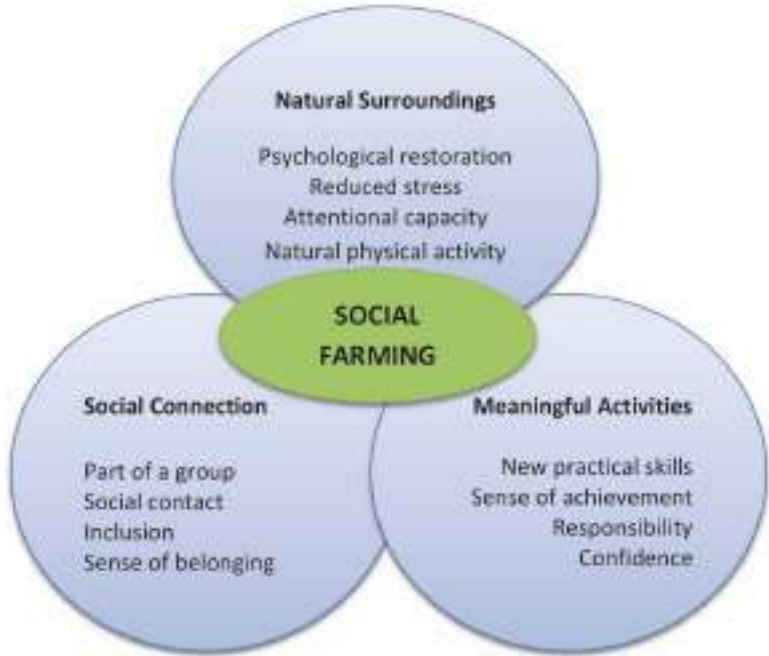 Natural Surroundings
Psychological restoration
Reduced stress
Attentional capacity
Natural physical activity
SOCIAL
FARMING
Social Connection
Part of a group
Social contact
Inclusion
Sense of belonging
Meaningful Activities
New practical skills
Sense of achievement
Responsibility
Confidence